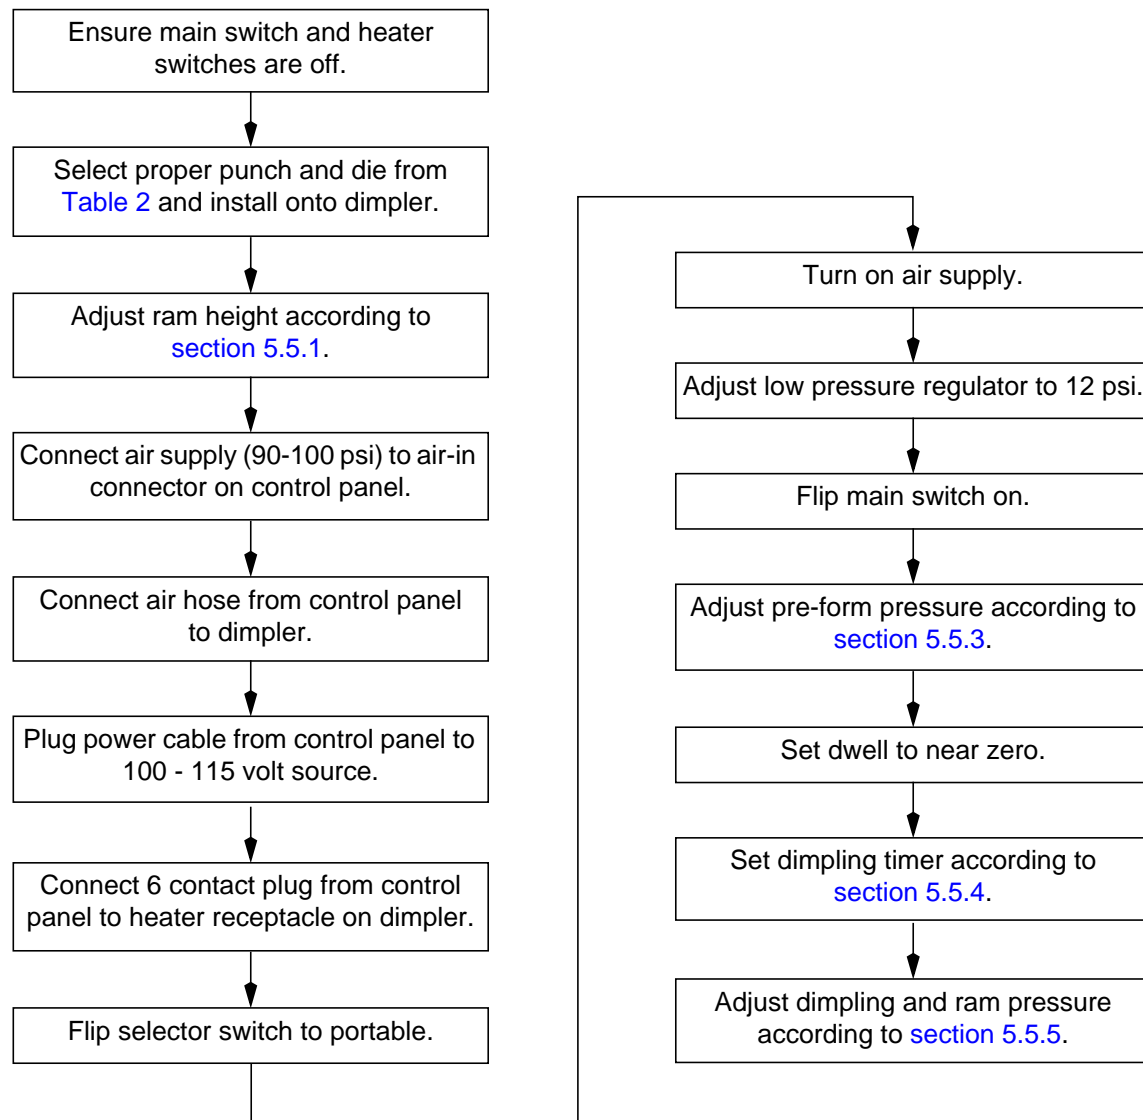 Ensure main switch and heater
switches are off.
Select proper punch and die from
Table 2 and install onto dimpler.
Adjust ram height according to
section 5.5.1.
Connect air supply (90-100 psi) to air-in
connector on control panel.
Connect air hose from control panel
to dimpler.
Plug power cable from control panel to
100 - 115 volt source.
Connect 6 contact plug from control
panel to heater receptacle on dimpler.
Flip selector switch to portable.
Turn on air supply.
Adjust low pressure regulator to 12 psi.
Flip main switch on.
Adjust pre-form pressure according to
section 5.5.3.
Set dwell to near zero.
Set dimpling timer according to
section 5.5.4.
Adjust dimpling and ram pressure
according to section 5.5.5.